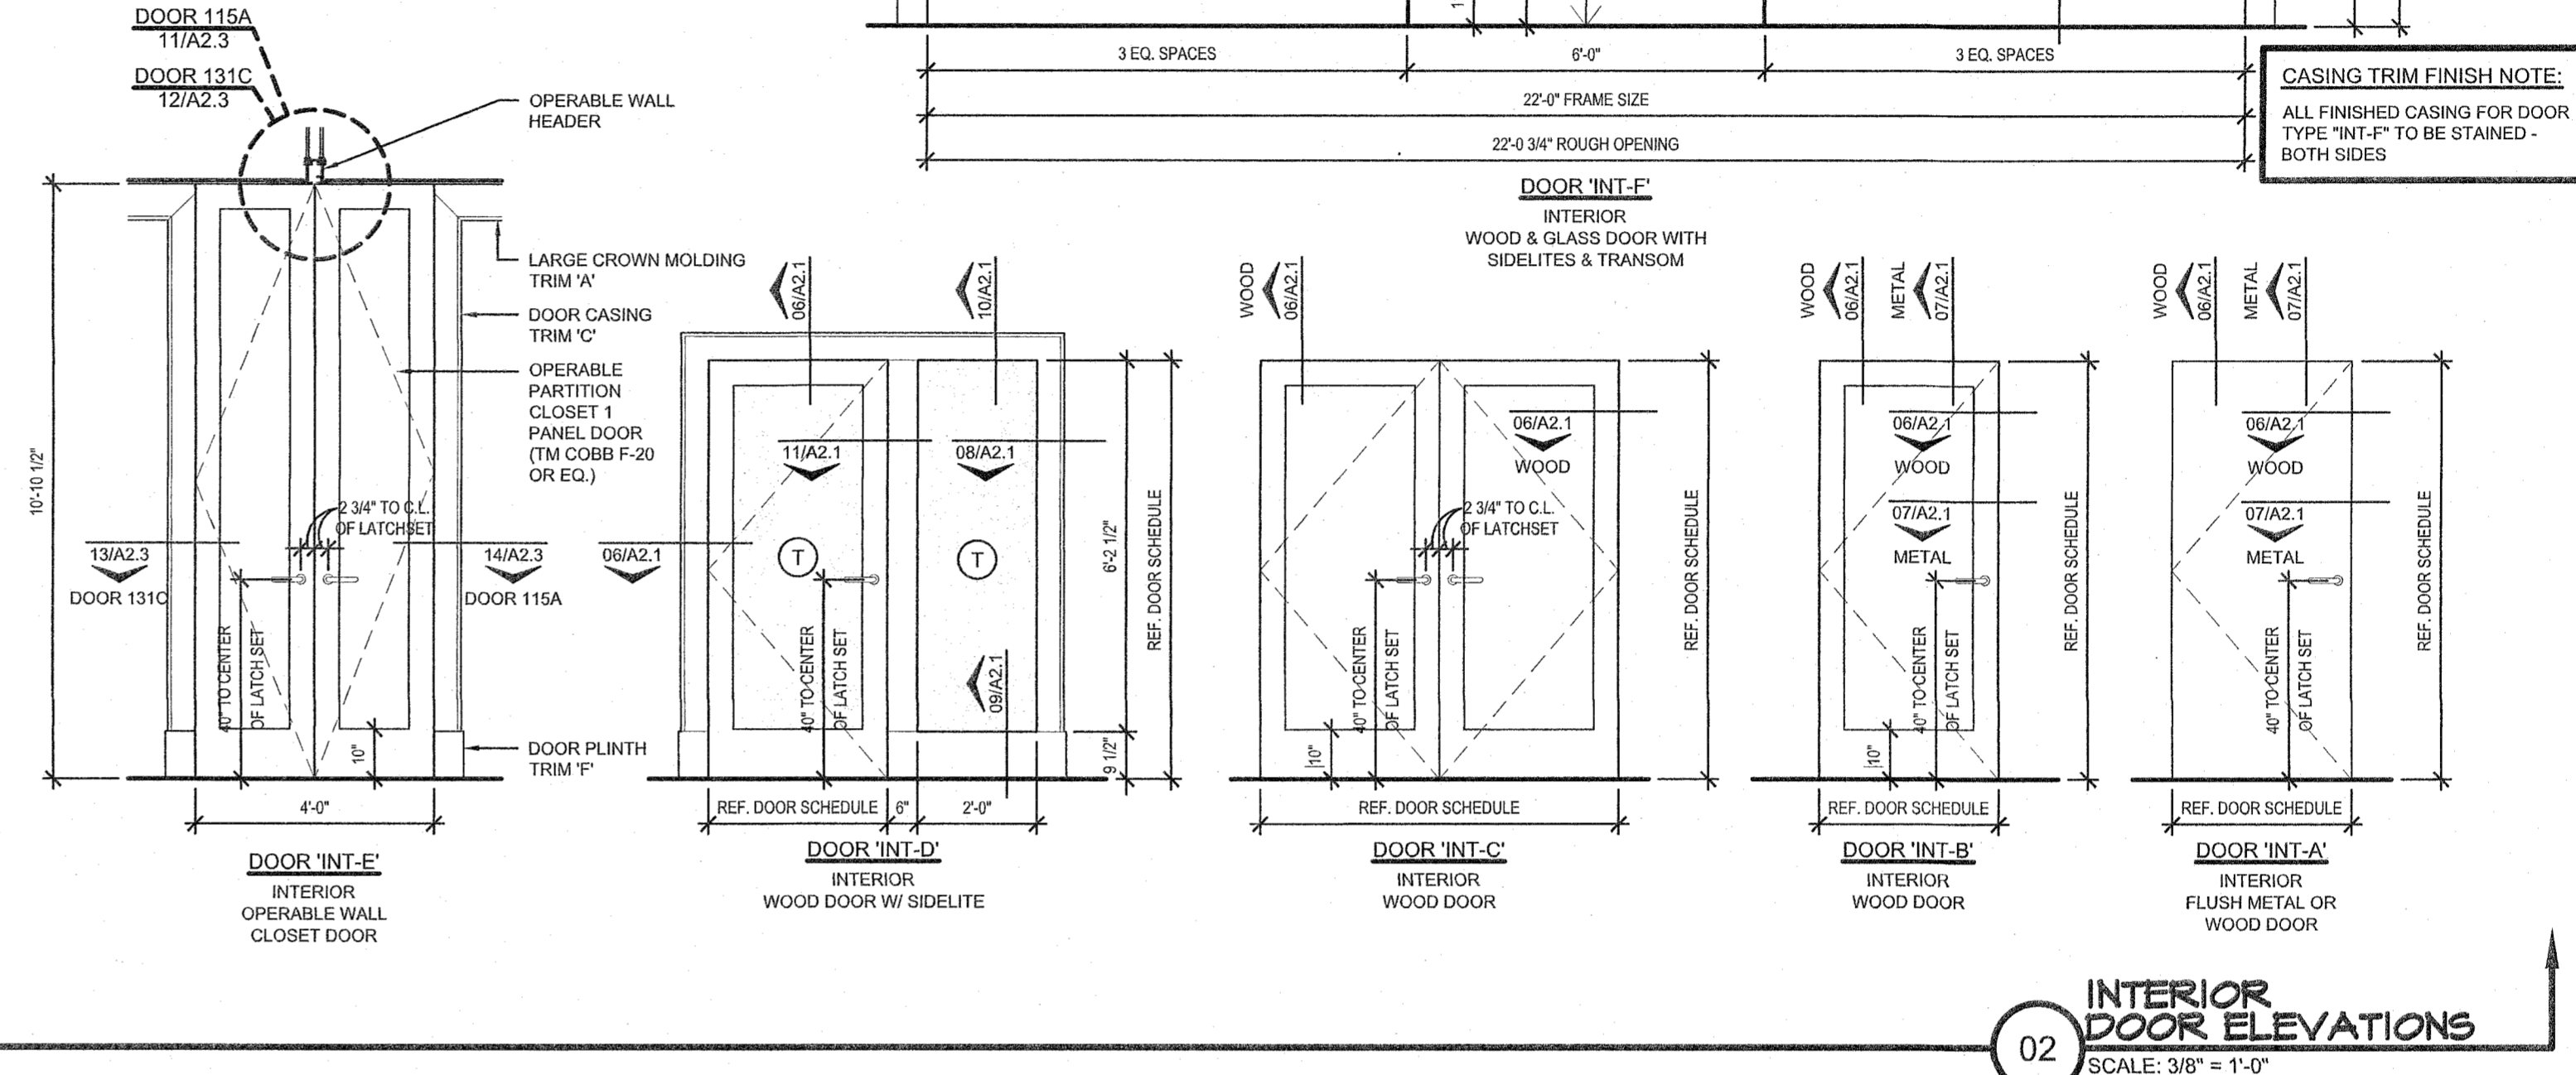 DOOR 115A
11/A2.3
DOOR 131C
12/A2.3
OPERABLE WALL
HEADER
3 EQ. SPACES
6'-0"
3 EQ. SPACES
22'-0" FRAME SIZE
22'-0 3/4" ROUGH OPENING
DOOR 'INT-F'
INTERIOR
WOOD & GLASS DOOR WITH
SIDELITES & TRANSOM
CASING TRIM FINISH NOTE:
ALL FINISHED CASING FOR DOOR
TYPE "INT-F" TO BE STAINED -
BOTH SIDES
10'-10 1/2"
LARGE CROWN MOLDING
TRIM 'A'
DOOR CASING
TRIM 'C'
OPERABLE
PARTITION
CLOSET 1
PANEL DOOR
(TM COBB F-20
OR EQ.)
2 3/4" TO C.L.
OF LATCHSET
13/A2.3
DOOR 131C
14/A2.3
DOOR 115A
40" TO CENTER
OF LATCH SET
10"
DOOR PLINTH
TRIM 'F'
4'-0"
DOOR 'INT-E'
INTERIOR
OPERABLE WALL
CLOSET DOOR
06/A2.1
10/A2.1
11/A2.1
08/A2.1
06/A2.1
T
T
40" TO CENTER
OF LATCH SET
09/A2.1
6'-2 1/2"
9 1/2"
REF. DOOR SCHEDULE
REF. DOOR SCHEDULE
6"
2'-0"
DOOR 'INT-D'
INTERIOR
WOOD DOOR W/ SIDELITE
WOOD
06/A2.1
06/A2.1
WOOD
2 3/4" TO C.L.
OF LATCHSET
40" TO CENTER
OF LATCH SET
10"
REF. DOOR SCHEDULE
REF. DOOR SCHEDULE
DOOR 'INT-C'
INTERIOR
WOOD DOOR
WOOD
06/A2.1
METAL
07/A2.1
06/A2.1
WOOD
07/A2.1
METAL
40" TO CENTER
OF LATCH SET
10"
REF. DOOR SCHEDULE
REF. DOOR SCHEDULE
DOOR 'INT-B'
INTERIOR
WOOD DOOR
WOOD
06/A2.1
METAL
07/A2.1
06/A2.1
WOOD
07/A2.1
METAL
40" TO CENTER
OF LATCH SET
REF. DOOR SCHEDULE
REF. DOOR SCHEDULE
DOOR 'INT-A'
INTERIOR
FLUSH METAL OR
WOOD DOOR
02
INTERIOR
DOOR ELEVATIONS
SCALE: 3/8" = 1'-0"